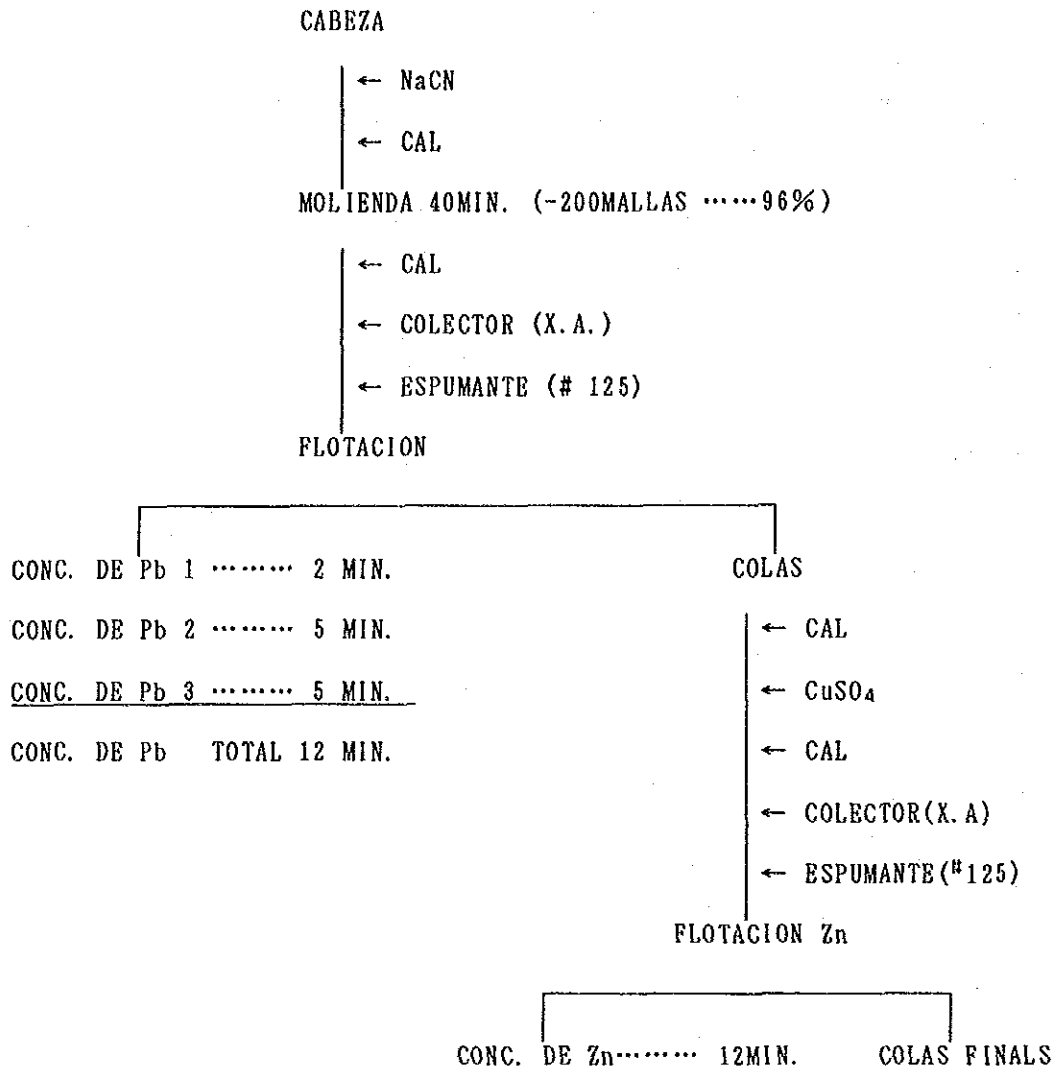 CABEZA
← NaCN
← CAL
MOLIENDA 40MIN. (-200MALLAS ……96%)
← CAL
← COLECTOR (X.A.)
← ESPUMANTE (# 125)
FLOTACION
CONC. DE Pb 1 ……… 2 MIN.
CONC. DE Pb 2 ……… 5 MIN.
CONC. DE Pb 3 ……… 5 MIN.
CONC. DE Pb TOTAL 12 MIN.
COLAS
← CAL
← CuSO₄
← CAL
← COLECTOR(X.A)
← ESPUMANTE(#125)
FLOTACION Zn
CONC. DE Zn……… 12MIN.
COLAS FINALS